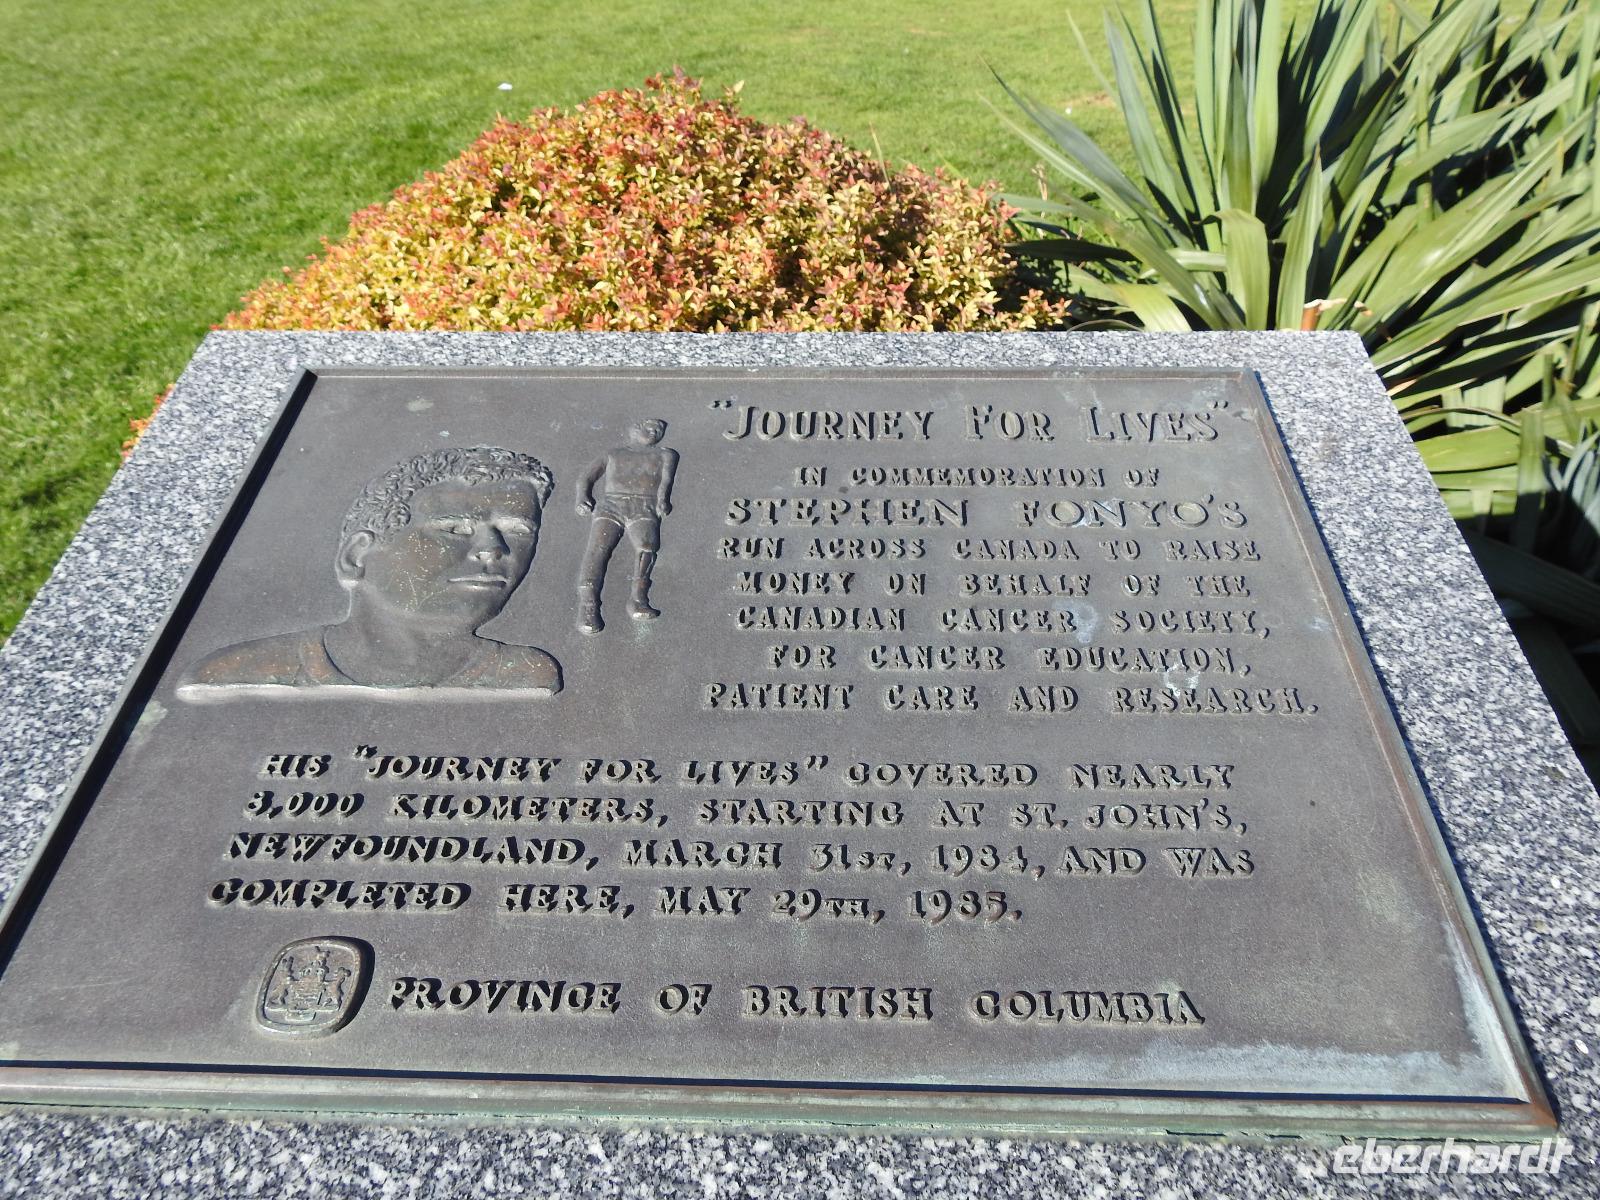 "JOURNEY FOR LIVES"
IN COMMEMORATION OF
STEPHEN FONYO'S
RUN ACROSS CANADA TO RAISE
MONEY ON BEHALF OF THE
CANADIAN CANCER SOCIETY,
FOR CANCER EDUCATION,
PATIENT CARE AND RESEARCH.
HIS "JOURNEY FOR LIVES" COVERED NEARLY
8,000 KILOMETERS, STARTING AT ST. JOHN'S,
NEWFOUNDLAND, MARCH 31ST, 1984, AND WAS
COMPLETED HERE, MAY 29TH, 1985.
PROVINCE OF BRITISH COLUMBIA
eberhardt